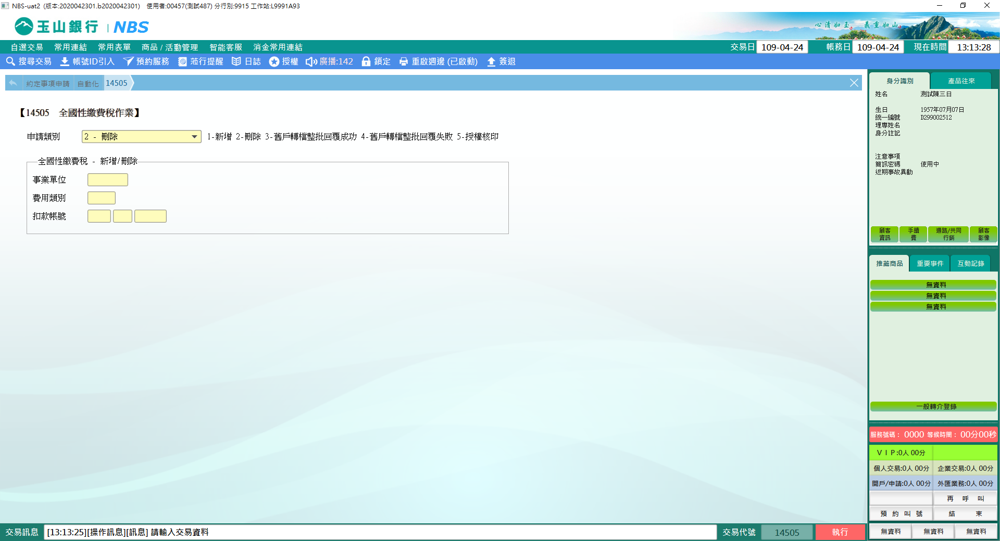 NBS-uat2 (版本:2020042301.b2020042301) 使用者:00457(測試487) 分行別:9915 工作站:L9991A93
玉山銀行 | NBS
心清如玉 義重如山
自選交易 常用連結 常用表單 商品 / 活動管理 智能客服 消金常用連結 交易日 109-04-24 帳務日 109-04-24 現在時間 13:13:28
搜尋交易 帳號ID引入 預約服務 蒞行提醒 日誌 授權 廣播:142 鎖定 重啟週邊 (已啟動) 簽退
約定事項申請 自動化 14505
【14505 全國性繳費稅作業】
申請類別 2 - 刪除 1-新增 2-刪除 3-舊戶轉檔整批回覆成功 4-舊戶轉檔整批回覆失敗 5-授權核印
全國性繳費稅 - 新增/刪除
事業單位
費用類別
扣款帳號
身分識別 產品往來
姓名 測試陳三日
生日 1957年07月07日
統一編號 D299002512
理專姓名
身分註記
注意事項
簡訊密碼 使用中
近期事故異動
顧客資訊 手續費 通路/共同行銷 顧客影像
推薦商品 重要事件 互動記錄
無資料
無資料
無資料
一般轉介登錄
服務號碼: 0000 等候時間: 00分00秒
VIP:0人 00分
個人交易:0人 00分 企業交易:0人 00分
開戶/申請:0人 00分 外匯業務:0人 00分
再 呼 叫
預 約 叫 號 結 束
無資料 無資料 無資料
交易訊息 [13:13:25][操作訊息][訊息] 請輸入交易資料 交易代號 14505 執行